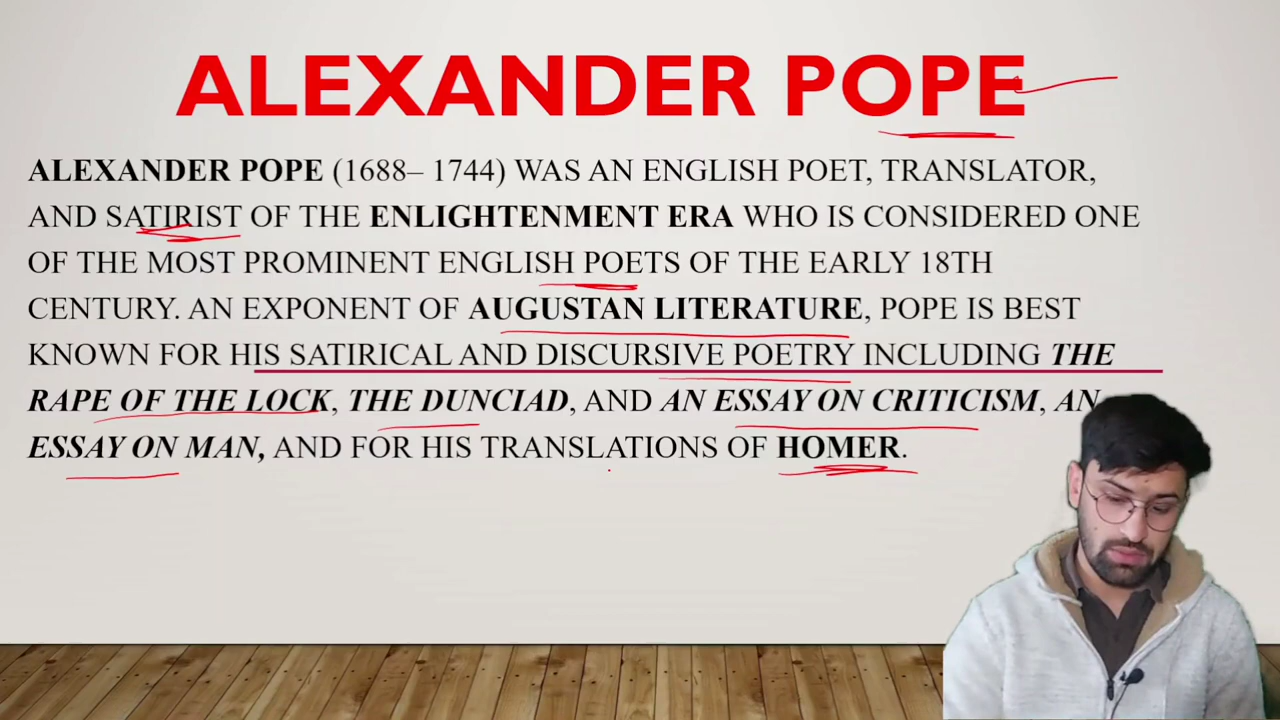 ALEXANDER POPE
ALEXANDER POPE (1688– 1744) WAS AN ENGLISH POET, TRANSLATOR,
AND SATIRIST OF THE ENLIGHTENMENT ERA WHO IS CONSIDERED ONE
OF THE MOST PROMINENT ENGLISH POETS OF THE EARLY 18TH
CENTURY. AN EXPONENT OF AUGUSTAN LITERATURE, POPE IS BEST
KNOWN FOR HIS SATIRICAL AND DISCURSIVE POETRY INCLUDING THE
RAPE OF THE LOCK, THE DUNCIAD, AND AN ESSAY ON CRITICISM, AN
ESSAY ON MAN, AND FOR HIS TRANSLATIONS OF HOMER.